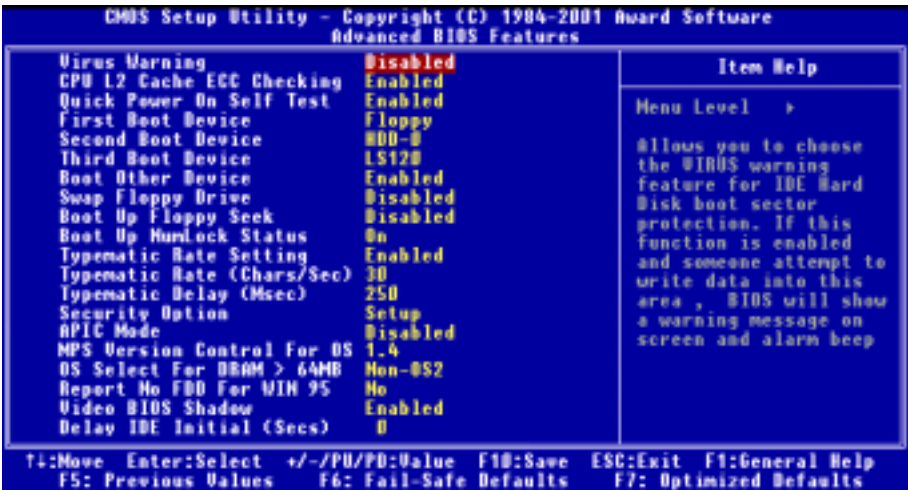 CMOS Setup Utility - Copyright (C) 1984-2001 Award Software
Advanced BIOS Features
Virus Warning Disabled
CPU L2 Cache ECC Checking Enabled
Quick Power On Self Test Enabled
First Boot Device Floppy
Second Boot Device HDD-0
Third Boot Device LS120
Boot Other Device Enabled
Swap Floppy Drive Disabled
Boot Up Floppy Seek Disabled
Boot Up NumLock Status On
Typematic Rate Setting Enabled
Typematic Rate (Chars/Sec) 30
Typematic Delay (Msec) 250
Security Option Setup
APIC Mode Disabled
MPS Version Control For OS 1.4
OS Select For DRAM > 64MB Non-OS2
Report No FDD For WIN 95 No
Video BIOS Shadow Enabled
Delay IDE Initial (Secs) 0
Item Help
Menu Level ▸
Allows you to choose
the VIRUS warning
feature for IDE Hard
Disk boot sector
protection. If this
function is enabled
and someone attempt to
write data into this
area , BIOS will show
a warning message on
screen and alarm beep
↑↓:Move Enter:Select +/-/PU/PD:Value F10:Save ESC:Exit F1:General Help
F5: Previous Values F6: Fail-Safe Defaults F7: Optimized Defaults